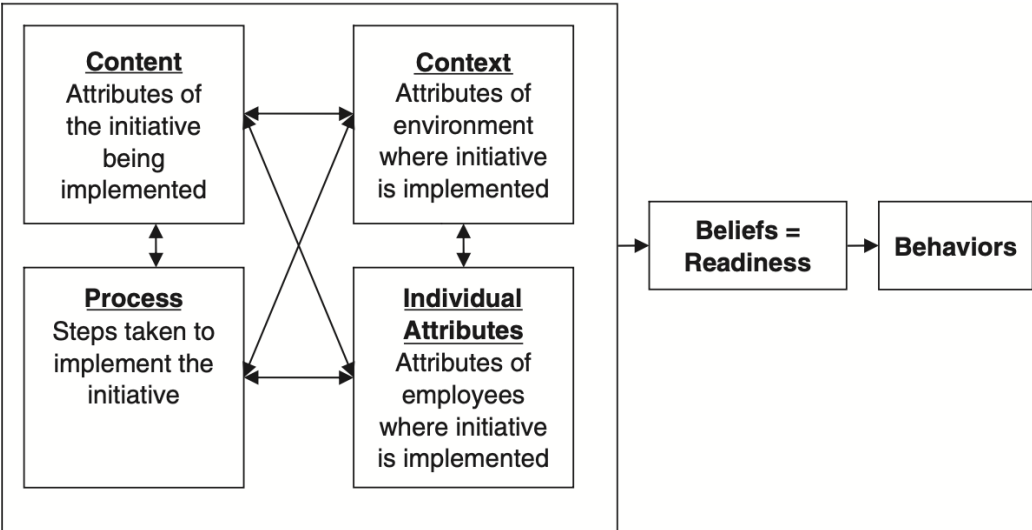 Content
Attributes of
the initiative
being
implemented
Context
Attributes of
environment
where initiative
is implemented
Process
Steps taken to
implement the
initiative
Individual
Attributes
Attributes of
employees
where initiative
is implemented
Beliefs =
Readiness
Behaviors